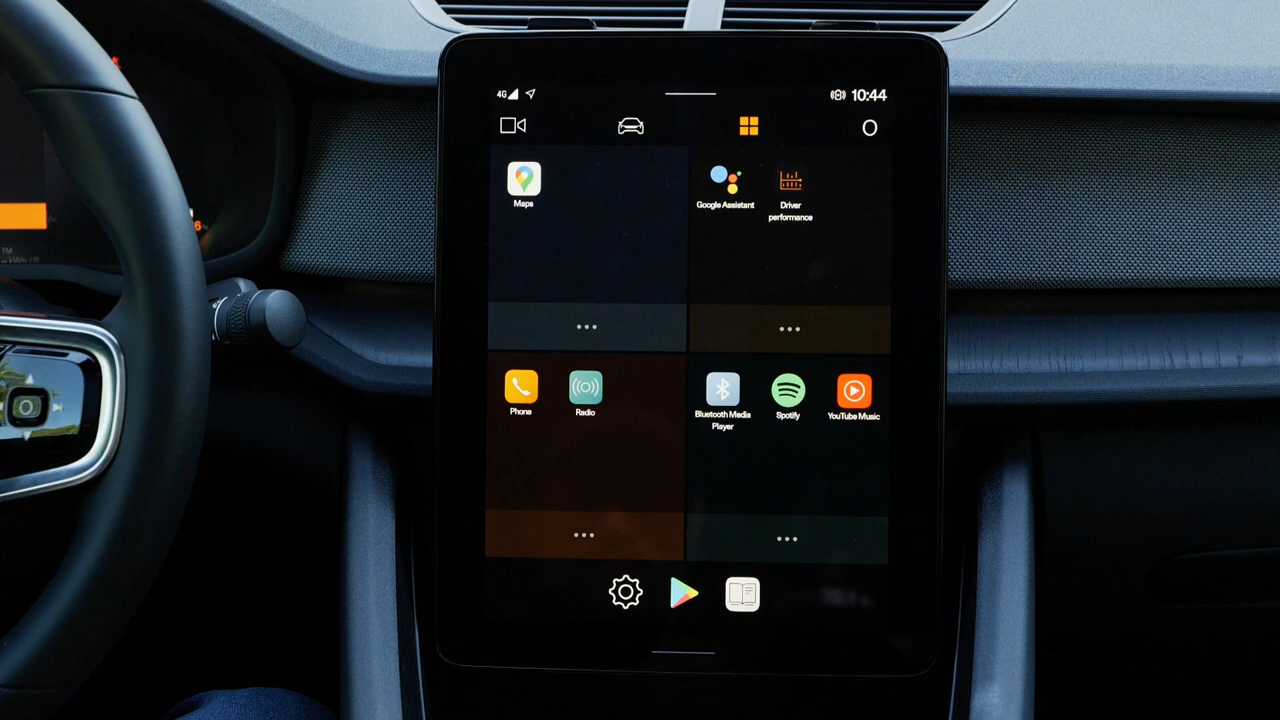 4G
10:44
Maps
Google Assistant
Driver
performance
Phone
Radio
Bluetooth Media
Player
Spotify
YouTube Music